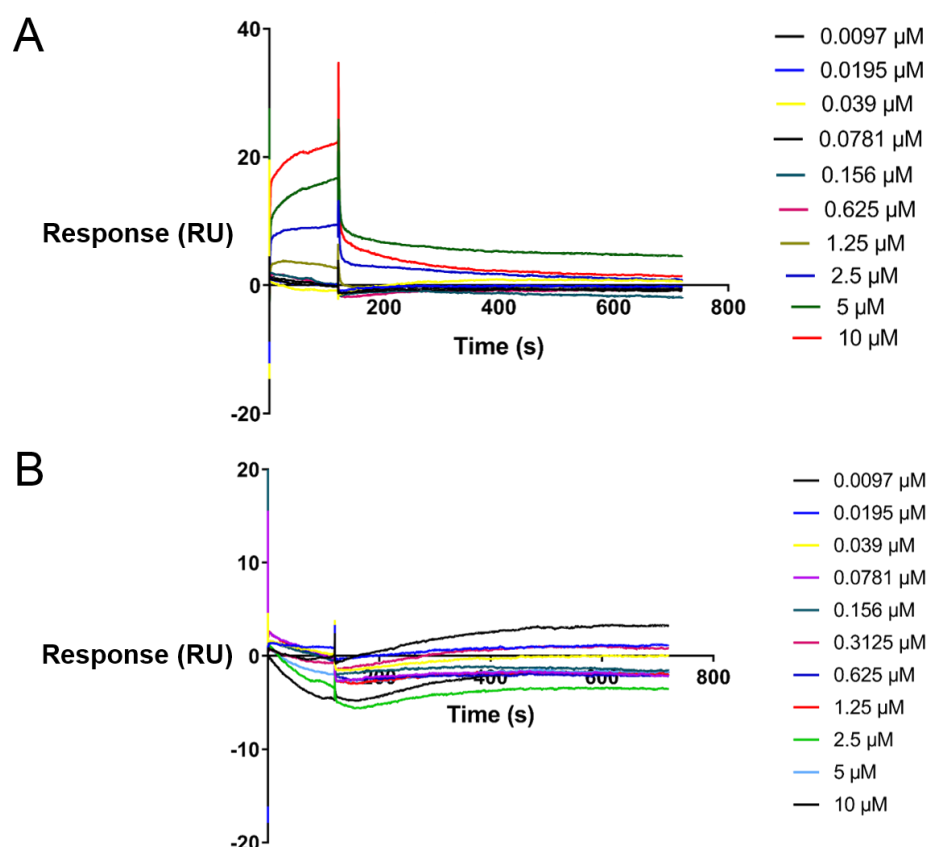 A
40
20
0
-20
Response (RU)
200
400
600
800
Time (s)
0.0097 µM
0.0195 µM
0.039 µM
0.0781 µM
0.156 µM
0.625 µM
1.25 µM
2.5 µM
5 µM
10 µM
B
20
10
0
-10
-20
Response (RU)
200
400
600
800
Time (s)
0.0097 µM
0.0195 µM
0.039 µM
0.0781 µM
0.156 µM
0.3125 µM
0.625 µM
1.25 µM
2.5 µM
5 µM
10 µM